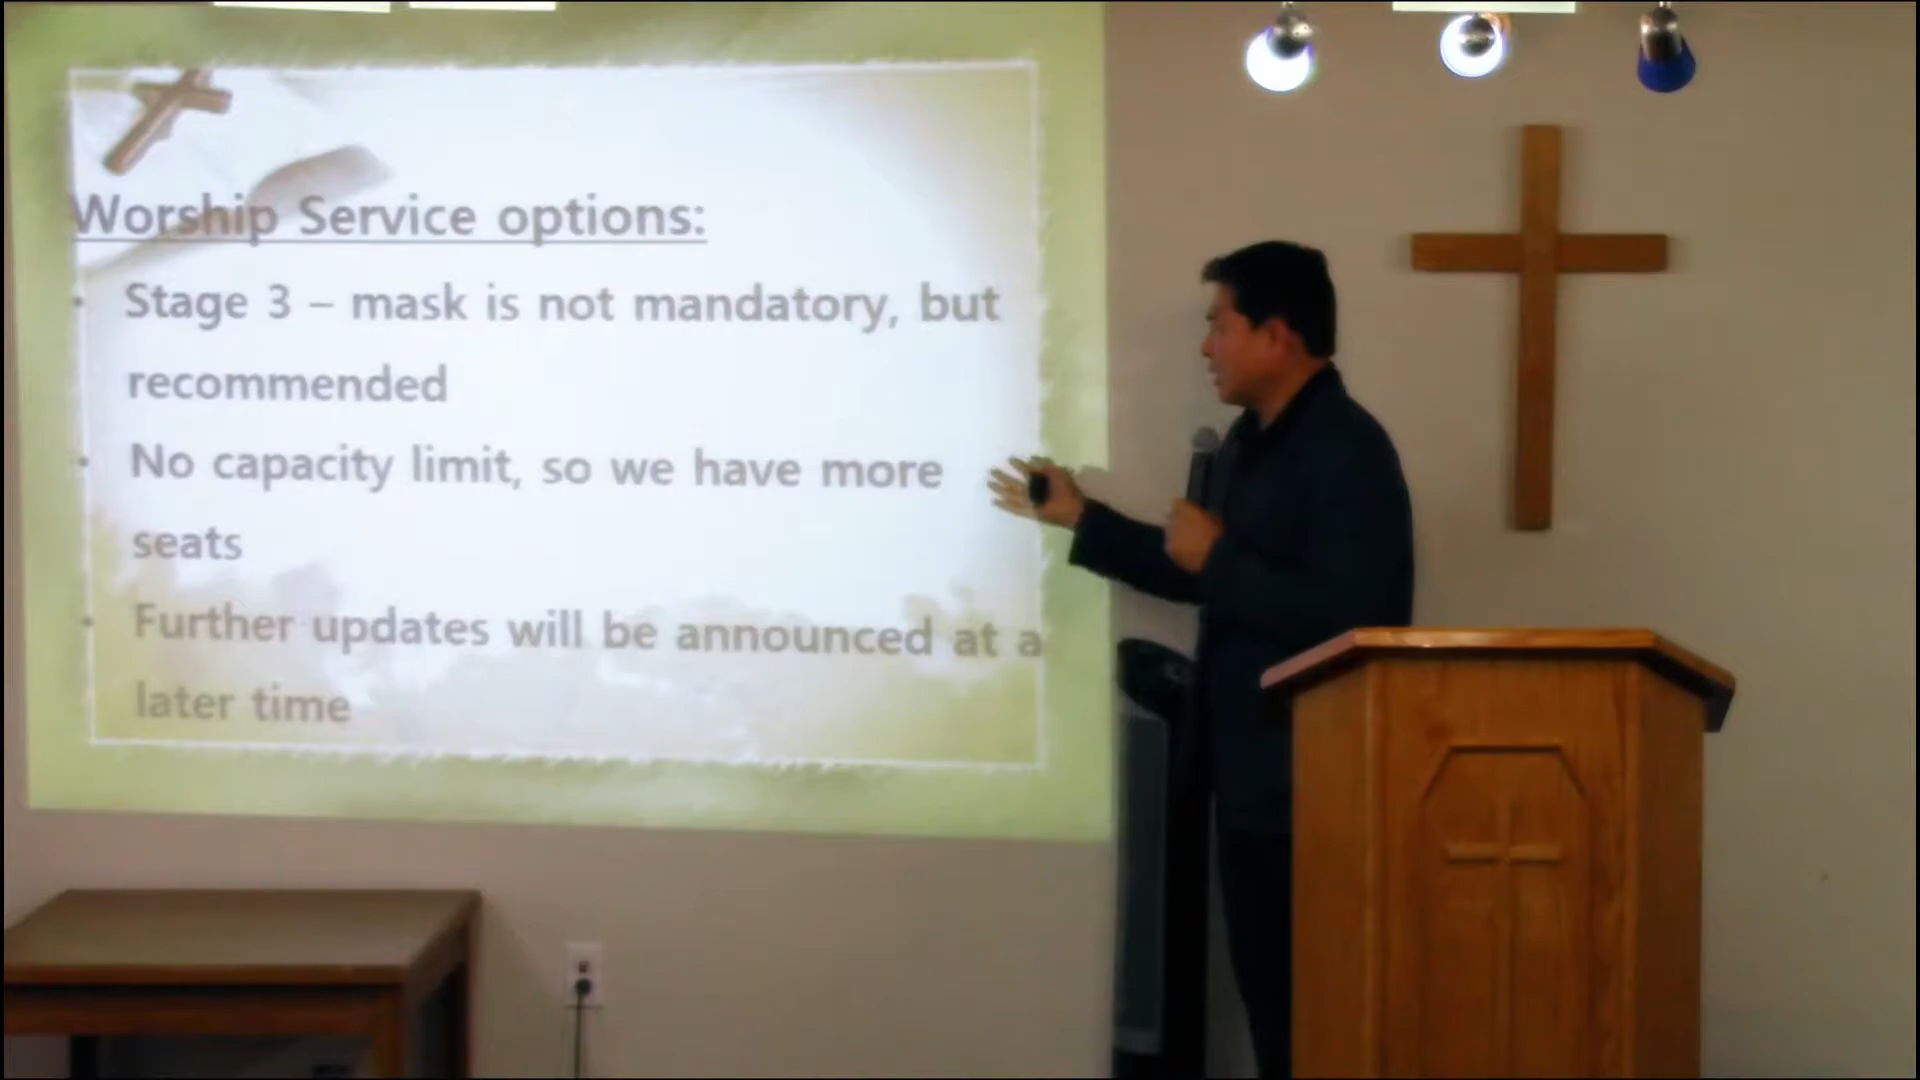 Worship Service options:
• Stage 3 – mask is not mandatory, but
recommended
• No capacity limit, so we have more
seats
• Further updates will be announced at a
later time